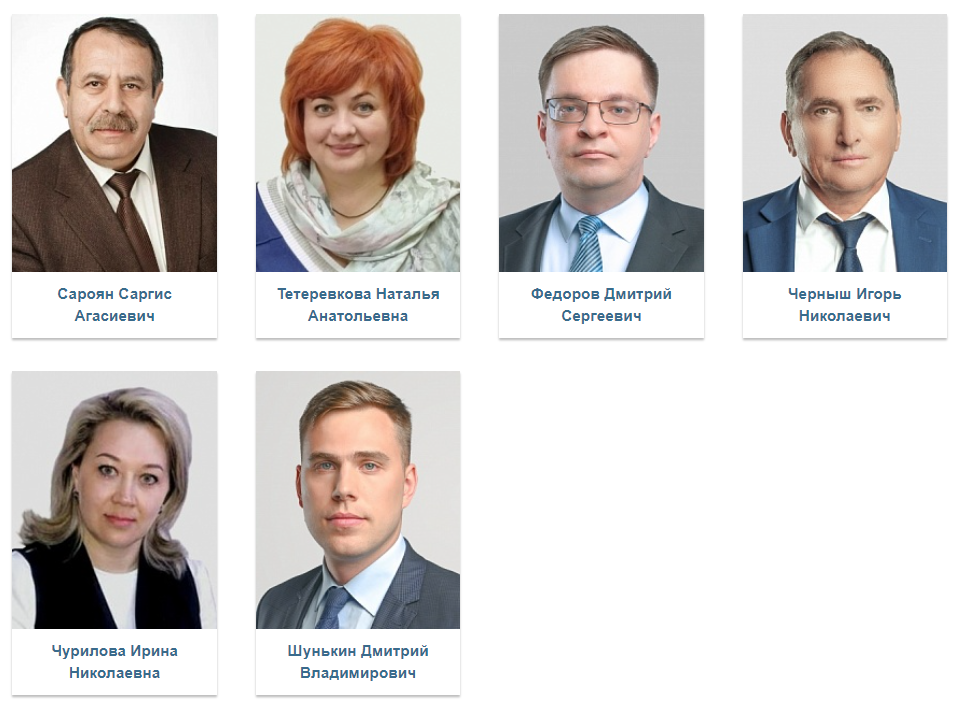 Сароян Саргис
Агасиевич
Тетеревкова Наталья
Анатольевна
Федоров Дмитрий
Сергеевич
Черныш Игорь
Николаевич
Чурилова Ирина
Николаевна
Шунькин Дмитрий
Владимирович